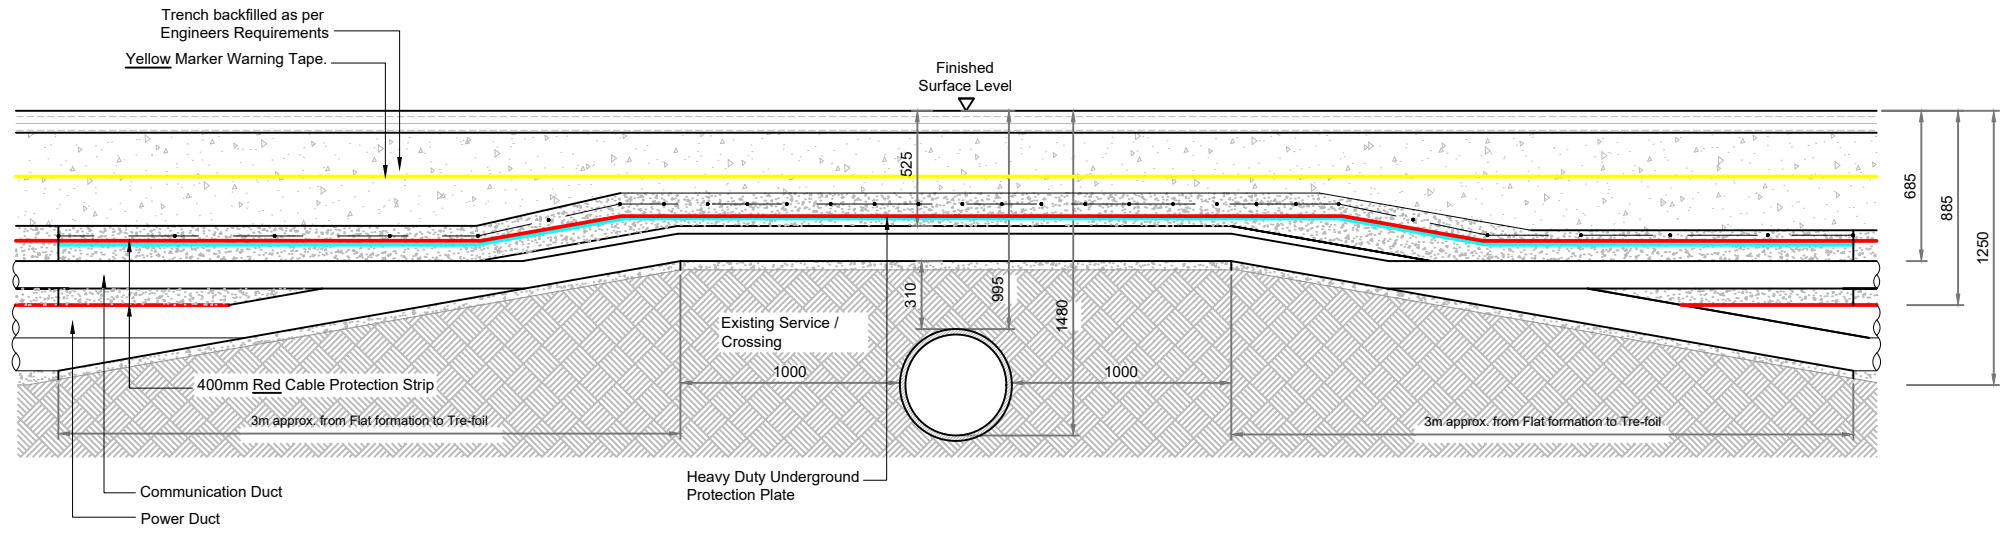 Trench backfilled as per
Engineers Requirements
Yellow Marker Warning Tape.
Finished
Surface Level
525
685
885
1250
310
995
1480
Existing Service /
Crossing
1000
1000
400mm Red Cable Protection Strip
3m approx. from Flat formation to Tre-foil
3m approx. from Flat formation to Tre-foil
Heavy Duty Underground
Protection Plate
Communication Duct
Power Duct